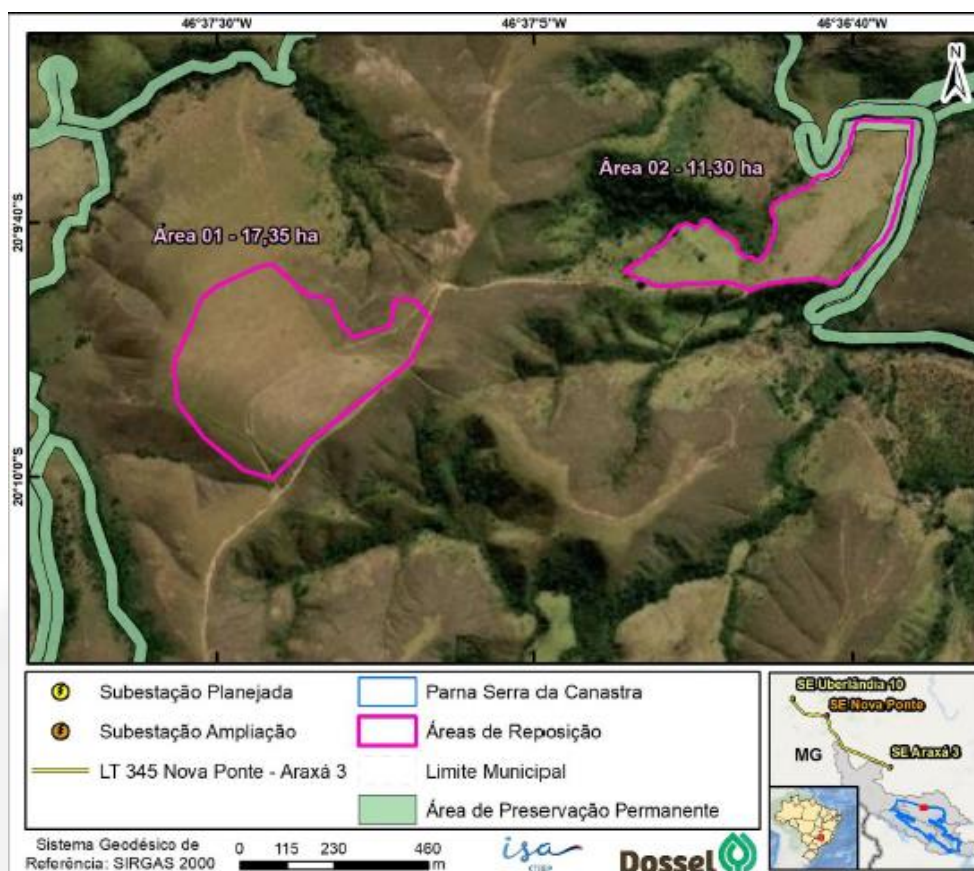 46°37'30"W 46°37'5"W 46°36'40"W
N
20°9'40"S
20°10'0"S
Área 01 - 17,35 ha
Área 02 - 11,30 ha
Subestação Planejada
Subestação Ampliação
LT 345 Nova Ponte - Araxá 3
Parna Serra da Canastra
Áreas de Reposição
Limite Municipal
Área de Preservação Permanente
SE Uberlândia 10
SE Nova Ponte
MG
SE Araxá 3
Sistema Geodésico de
Referência: SIRGAS 2000
0 115 230 460
m
isa
Dossel